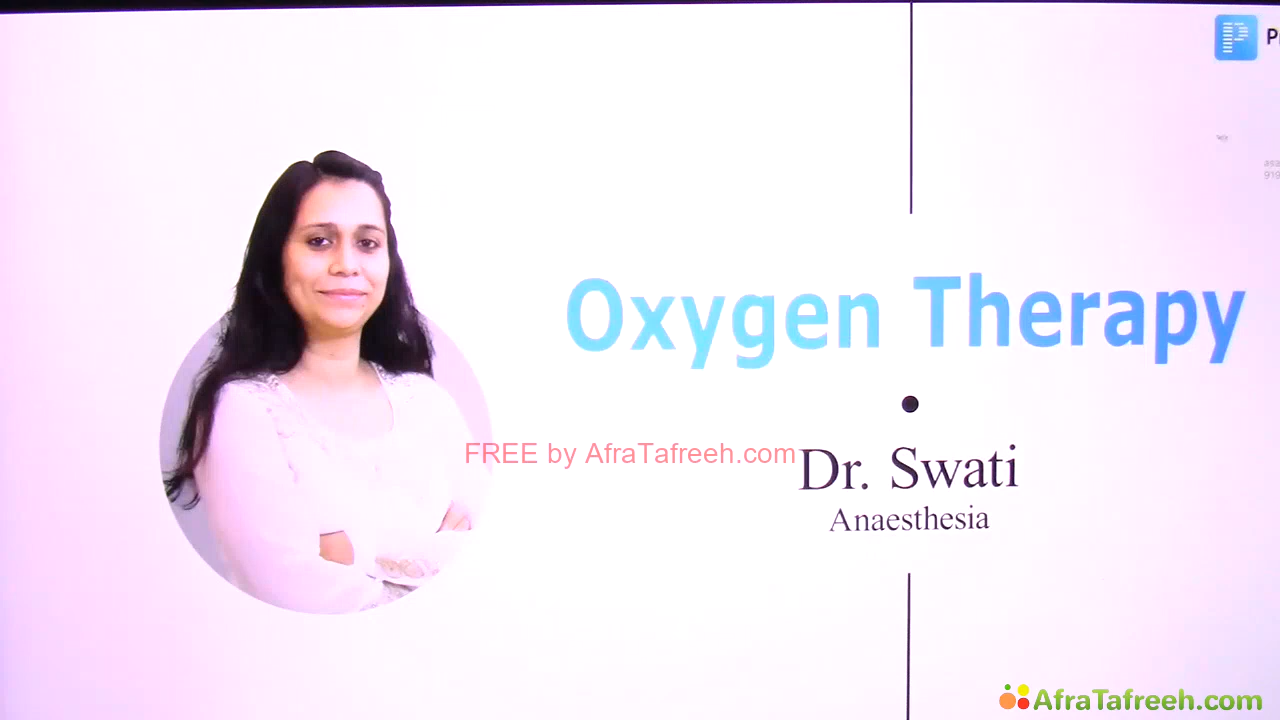 Oxygen Therapy
FREE by AfraTafreeh.com
Dr. Swati
Anaesthesia
AfraTafreeh.com